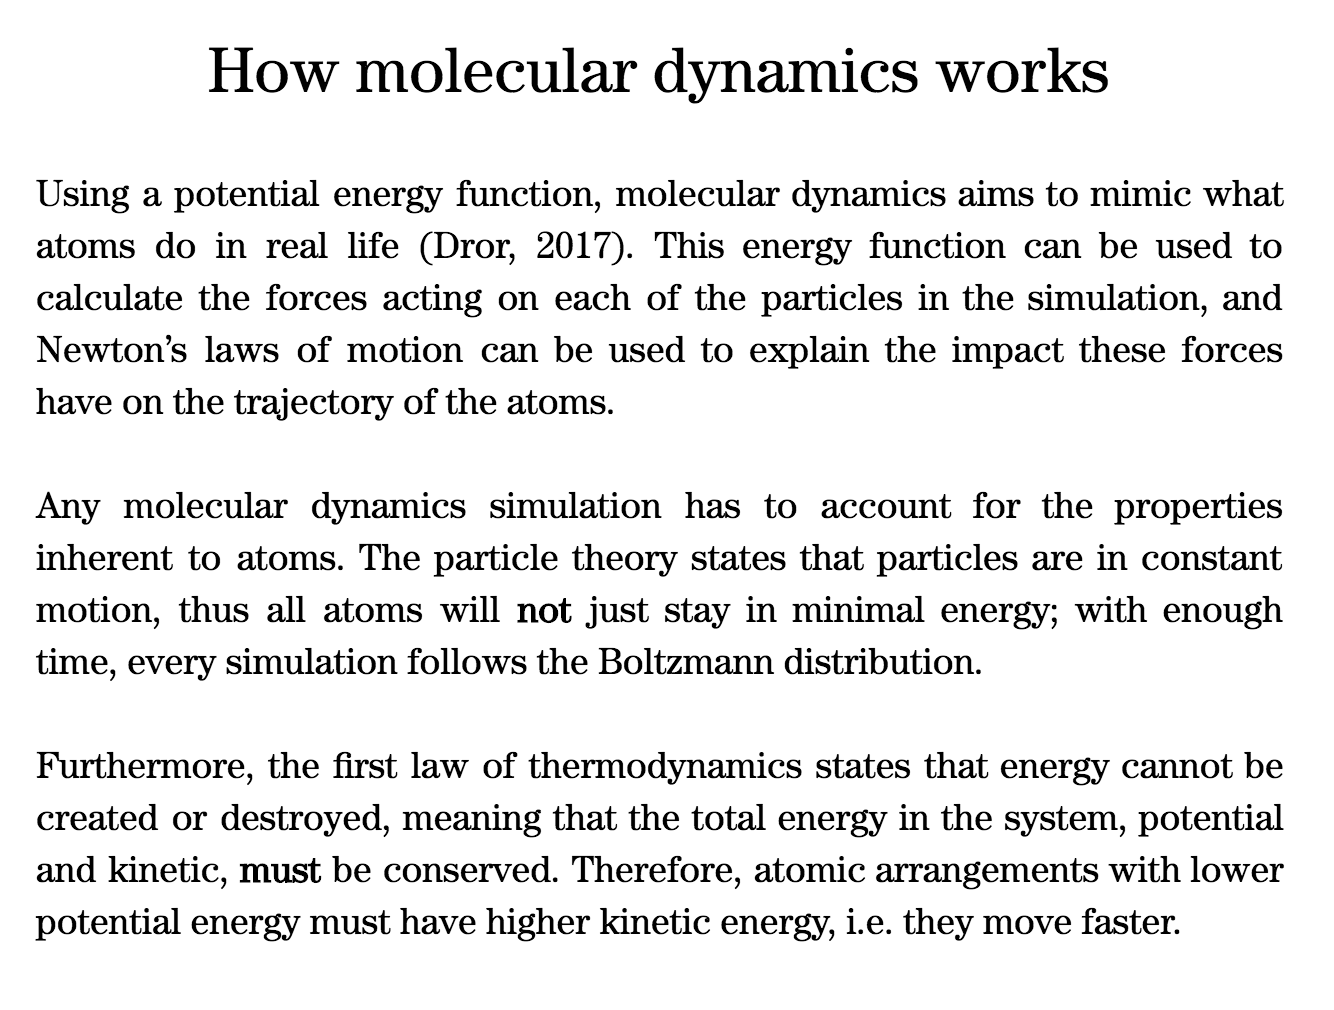 How molecular dynamics works
Using a potential energy function, molecular dynamics aims to mimic what
atoms do in real life (Dror, 2017). This energy function can be used to
calculate the forces acting on each of the particles in the simulation, and
Newton’s laws of motion can be used to explain the impact these forces
have on the trajectory of the atoms.
Any molecular dynamics simulation has to account for the properties
inherent to atoms. The particle theory states that particles are in constant
motion, thus all atoms will not just stay in minimal energy; with enough
time, every simulation follows the Boltzmann distribution.
Furthermore, the first law of thermodynamics states that energy cannot be
created or destroyed, meaning that the total energy in the system, potential
and kinetic, must be conserved. Therefore, atomic arrangements with lower
potential energy must have higher kinetic energy, i.e. they move faster.